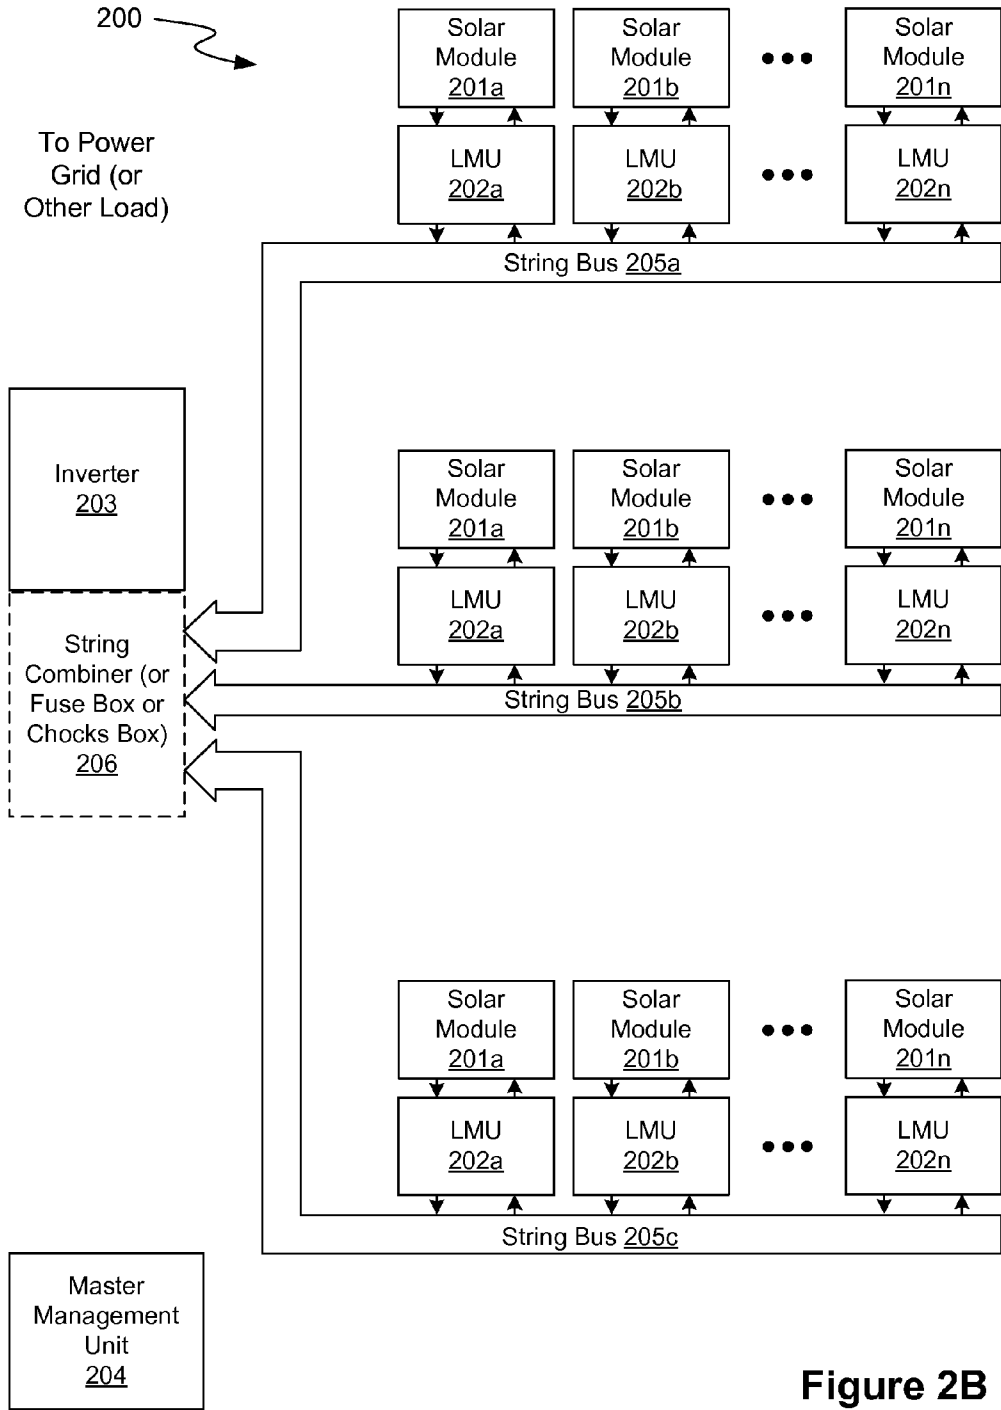 200
To Power
Grid (or
Other Load)
Solar
Module
201a
Solar
Module
201b
Solar
Module
201n
LMU
202a
LMU
202b
LMU
202n
String Bus 205a
Inverter
203
String
Combiner (or
Fuse Box or
Chocks Box)
206
Solar
Module
201a
Solar
Module
201b
Solar
Module
201n
LMU
202a
LMU
202b
LMU
202n
String Bus 205b
Solar
Module
201a
Solar
Module
201b
Solar
Module
201n
LMU
202a
LMU
202b
LMU
202n
String Bus 205c
Master
Management
Unit
204
Figure 2B